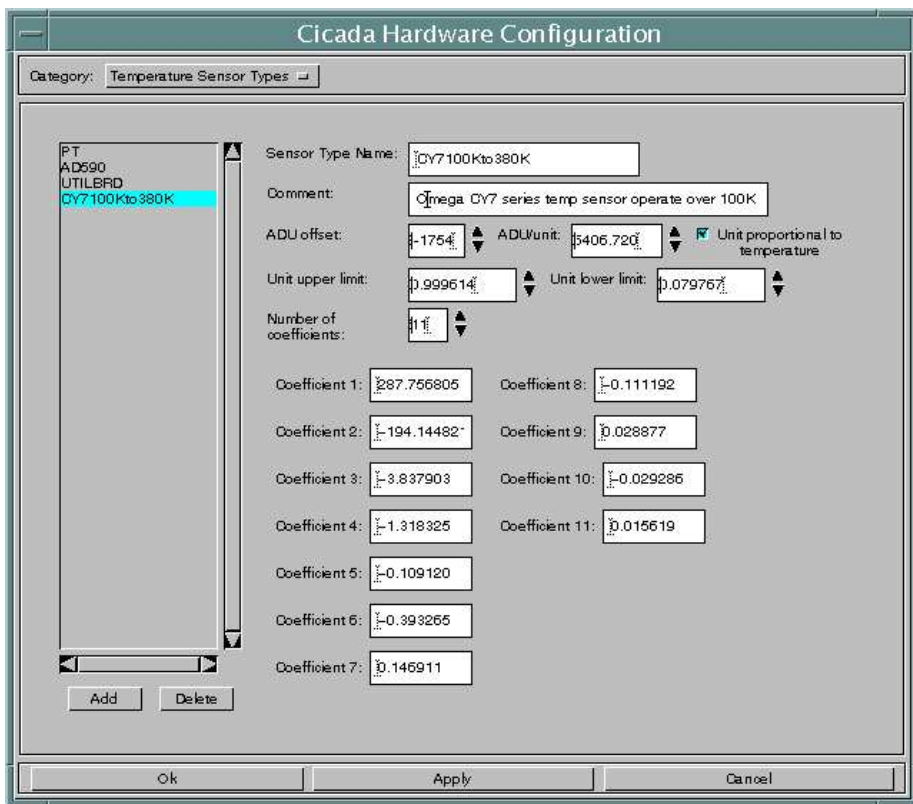 Cicada Hardware Configuration
Category: Temperature Sensor Types
PT
AD590
UTILBRD
CY7100Kto380K
Sensor Type Name: CY7100Kto380K
Comment: Omega CY7 series temp sensor operate over 100K
ADU offset: -1754 ADU/unit: 5406.720 Unit proportional to
temperature
Unit upper limit: 0.999614 Unit lower limit: 0.079767
Number of
coefficients: 11
Coefficient 1: 287.756805 Coefficient 8: -0.111192
Coefficient 2: -194.14482 Coefficient 9: 0.028877
Coefficient 3: -3.837903 Coefficient 10: -0.029286
Coefficient 4: -1.318325 Coefficient 11: 0.015619
Coefficient 5: -0.109120
Coefficient 6: -0.393265
Coefficient 7: 0.146911
Add Delete
Ok Apply Cancel